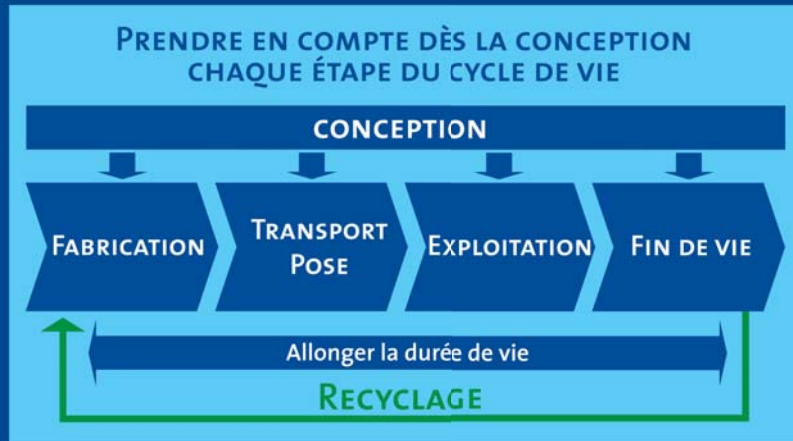 PRENDRE EN COMPTE DÈS LA CONCEPTION
CHAQUE ÉTAPE DU CYCLE DE VIE
CONCEPTION
FABRICATION
TRANSPORT
POSE
EXPLOITATION
FIN DE VIE
Allonger la durée de vie
RECYCLAGE